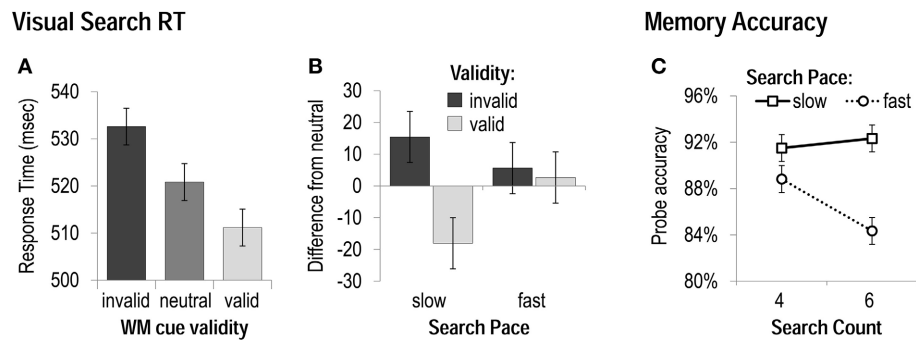 Visual Search RT
Memory Accuracy
A
Response Time (msec)
540
530
520
510
500
invalid neutral valid
WM cue validity
B
Difference from neutral
30
20
10
0
-10
-20
-30
Validity:
invalid
valid
slow fast
Search Pace
C
Search Pace:
slow fast
Probe accuracy
96%
92%
88%
84%
80%
4 6
Search Count